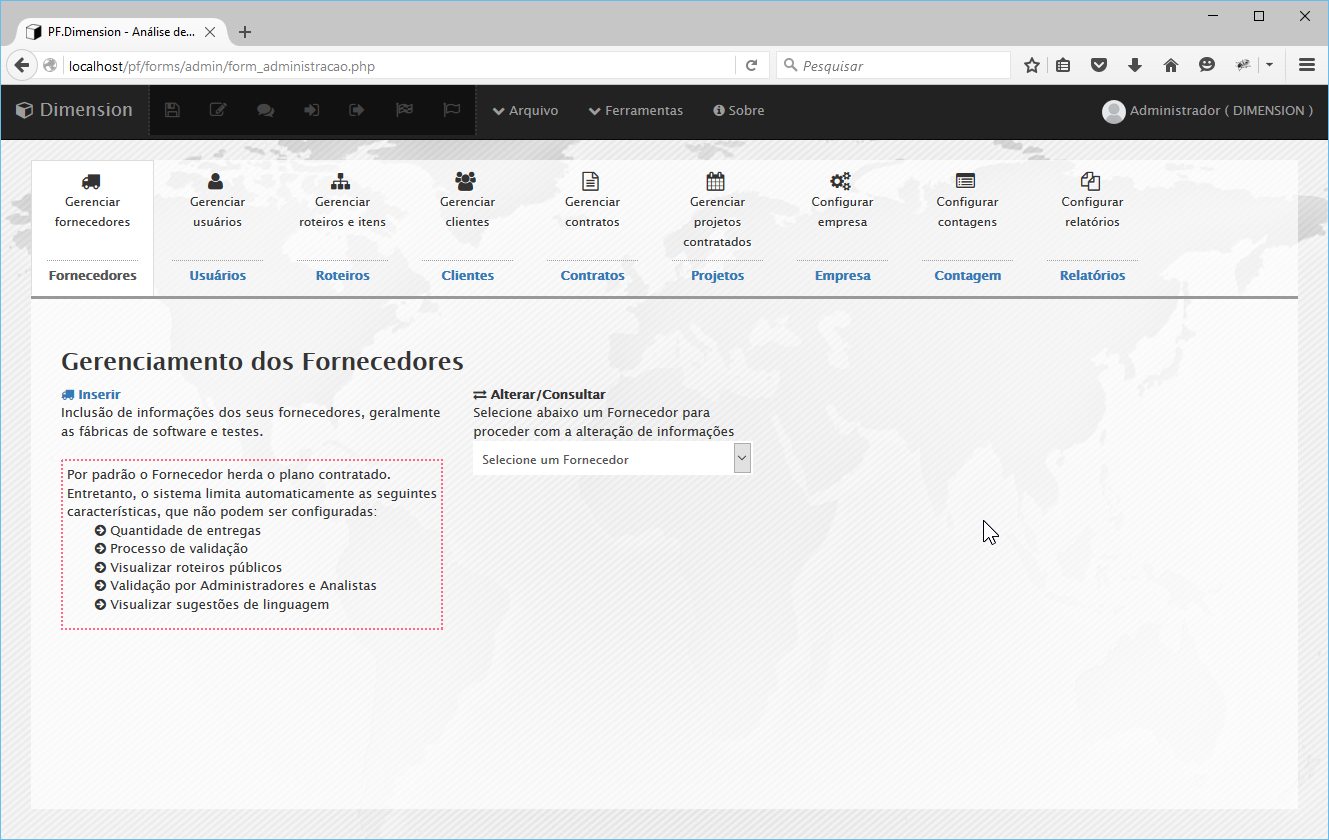 PF.Dimension - Análise de...
localhost/pf/forms/admin/form_administracao.php
Pesquisar
Dimension
Arquivo
Ferramentas
Sobre
Administrador ( DIMENSION )
Gerenciar
fornecedores
Fornecedores
Gerenciar
usuários
Usuários
Gerenciar
roteiros e itens
Roteiros
Gerenciar
clientes
Clientes
Gerenciar
contratos
Contratos
Gerenciar
projetos
contratados
Projetos
Configurar
empresa
Empresa
Configurar
contagens
Contagem
Configurar
relatórios
Relatórios
Gerenciamento dos Fornecedores
Inserir
Inclusão de informações dos seus fornecedores, geralmente
as fábricas de software e testes.
Por padrão o Fornecedor herda o plano contratado.
Entretanto, o sistema limita automaticamente as seguintes
características, que não podem ser configuradas:
Quantidade de entregas
Processo de validação
Visualizar roteiros públicos
Validação por Administradores e Analistas
Visualizar sugestões de linguagem
Alterar/Consultar
Selecione abaixo um Fornecedor para
proceder com a alteração de informações
Selecione um Fornecedor